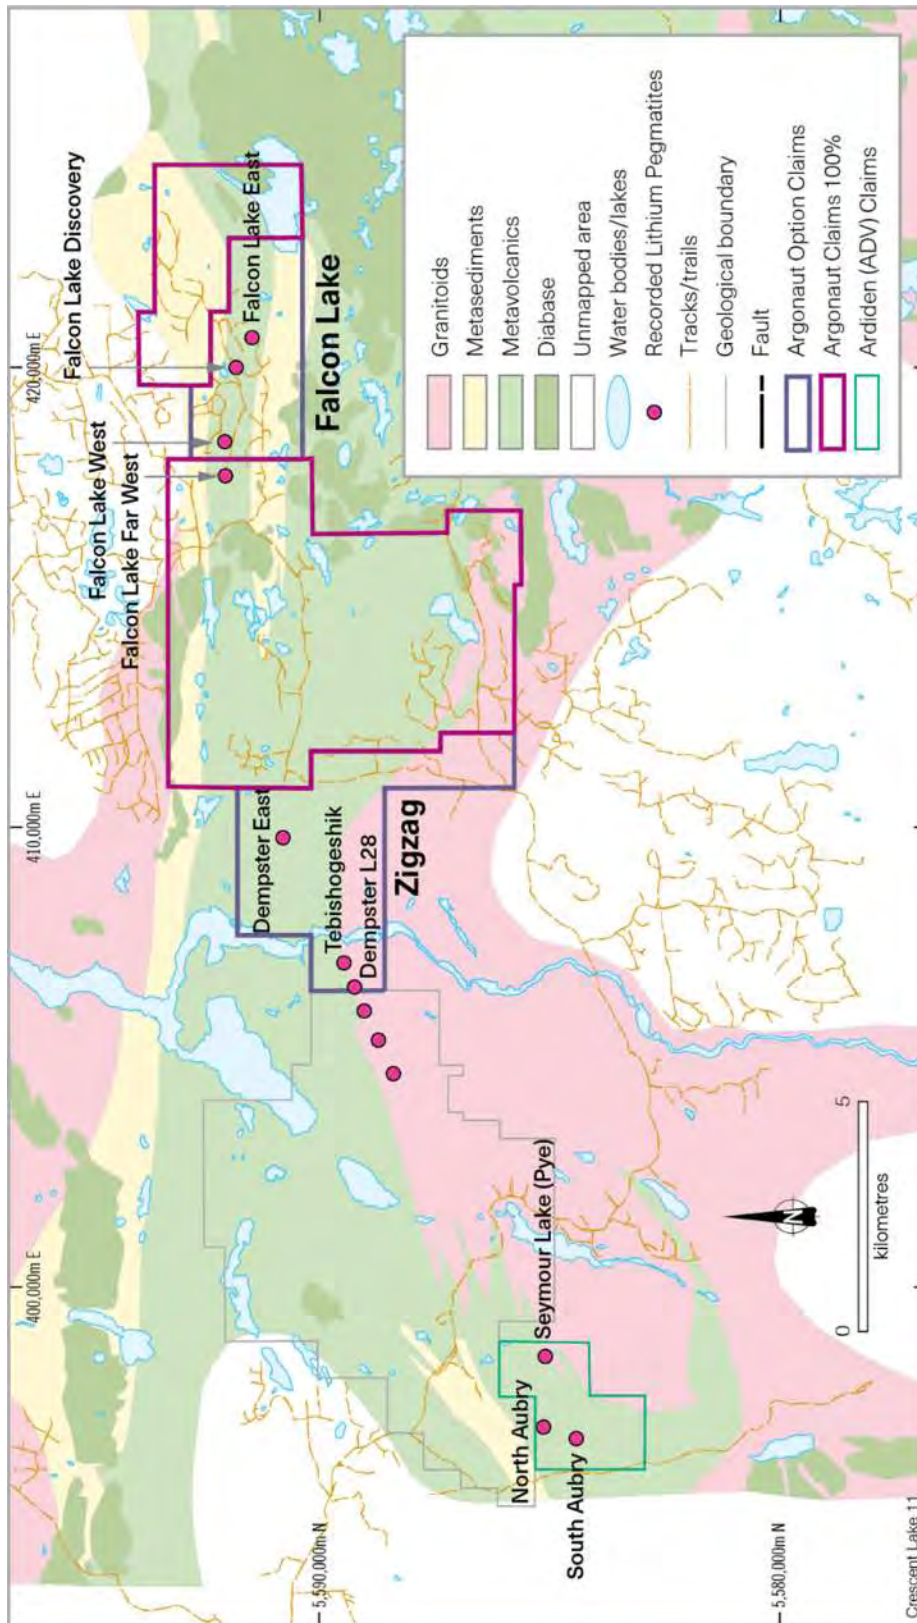 400,000m E
410,000m E
420,000m E
5,590,000m N
5,580,000m N
Falcon Lake Discovery
Falcon Lake West
Falcon Lake Far West
Falcon Lake East
Falcon Lake
Dempster East
Tebishogeshik
Dempster L28
Zigzag
Seymour Lake (Pye)
North Aubry
South Aubry
N
0
5
kilometres
Granitoids
Metasediments
Metavolcanics
Diabase
Unmapped area
Water bodies/lakes
Recorded Lithium Pegmatites
Tracks/trails
Geological boundary
Fault
Argonaut Option Claims
Argonaut Claims 100%
Ardiden (ADV) Claims
Crescent Lake 11